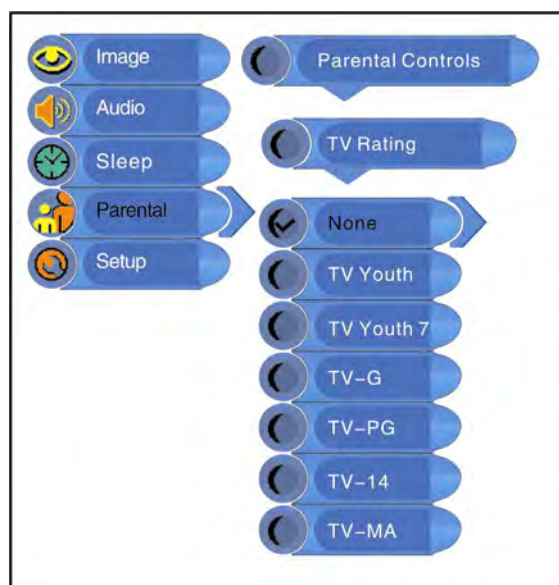 Image
Audio
Sleep
Parental
Setup
Parental Controls
TV Rating
None
TV Youth
TV Youth 7
TV–G
TV–PG
TV–14
TV–MA